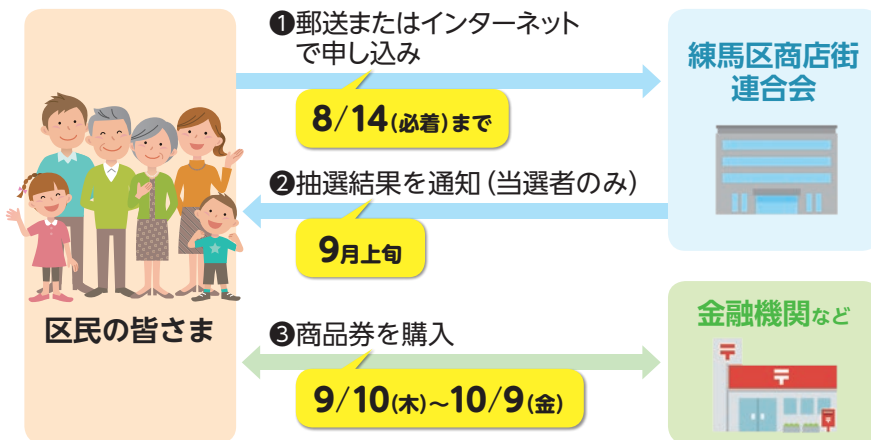 ❶郵送またはインターネット
で申し込み
8/14(必着)まで
練馬区商店街
連合会
❷抽選結果を通知(当選者のみ)
9月上旬
区民の皆さま
❸商品券を購入
9/10(木)～10/9(金)
金融機関など